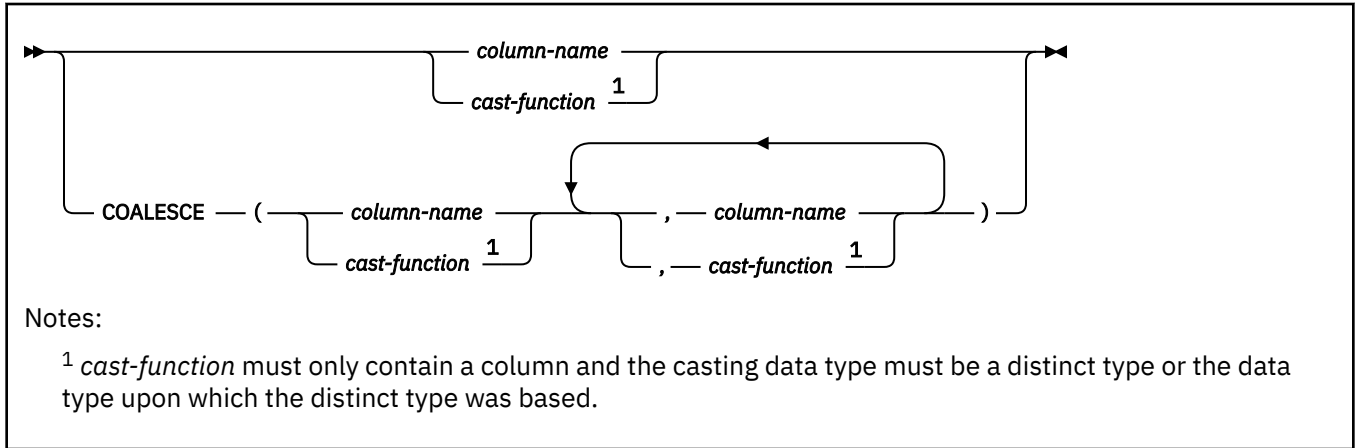 column-name
cast-function 1
COALESCE ( column-name , column-name )
cast-function 1 , cast-function 1
Notes:
1 cast-function must only contain a column and the casting data type must be a distinct type or the data
type upon which the distinct type was based.